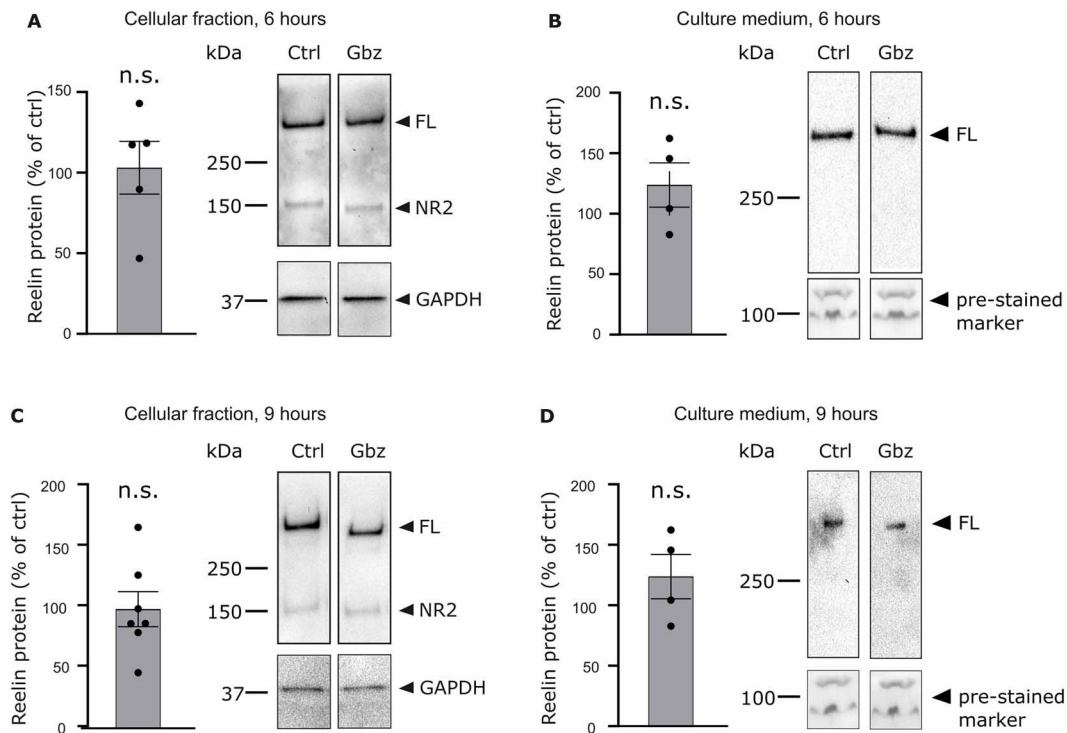 A Cellular fraction, 6 hours
kDa Ctrl Gbz
n.s.
Reelin protein (% of ctrl)
150
100
50
0
FL
250
150
NR2
37
GAPDH
B Culture medium, 6 hours
kDa Ctrl Gbz
n.s.
Reelin protein (% of ctrl)
200
150
100
50
0
FL
250
100
pre-stained
marker
C Cellular fraction, 9 hours
kDa Ctrl Gbz
n.s.
Reelin protein (% of ctrl)
200
150
100
50
0
FL
250
150
NR2
37
GAPDH
D Culture medium, 9 hours
kDa Ctrl Gbz
n.s.
Reelin protein (% of ctrl)
200
150
100
50
0
FL
250
100
pre-stained
marker